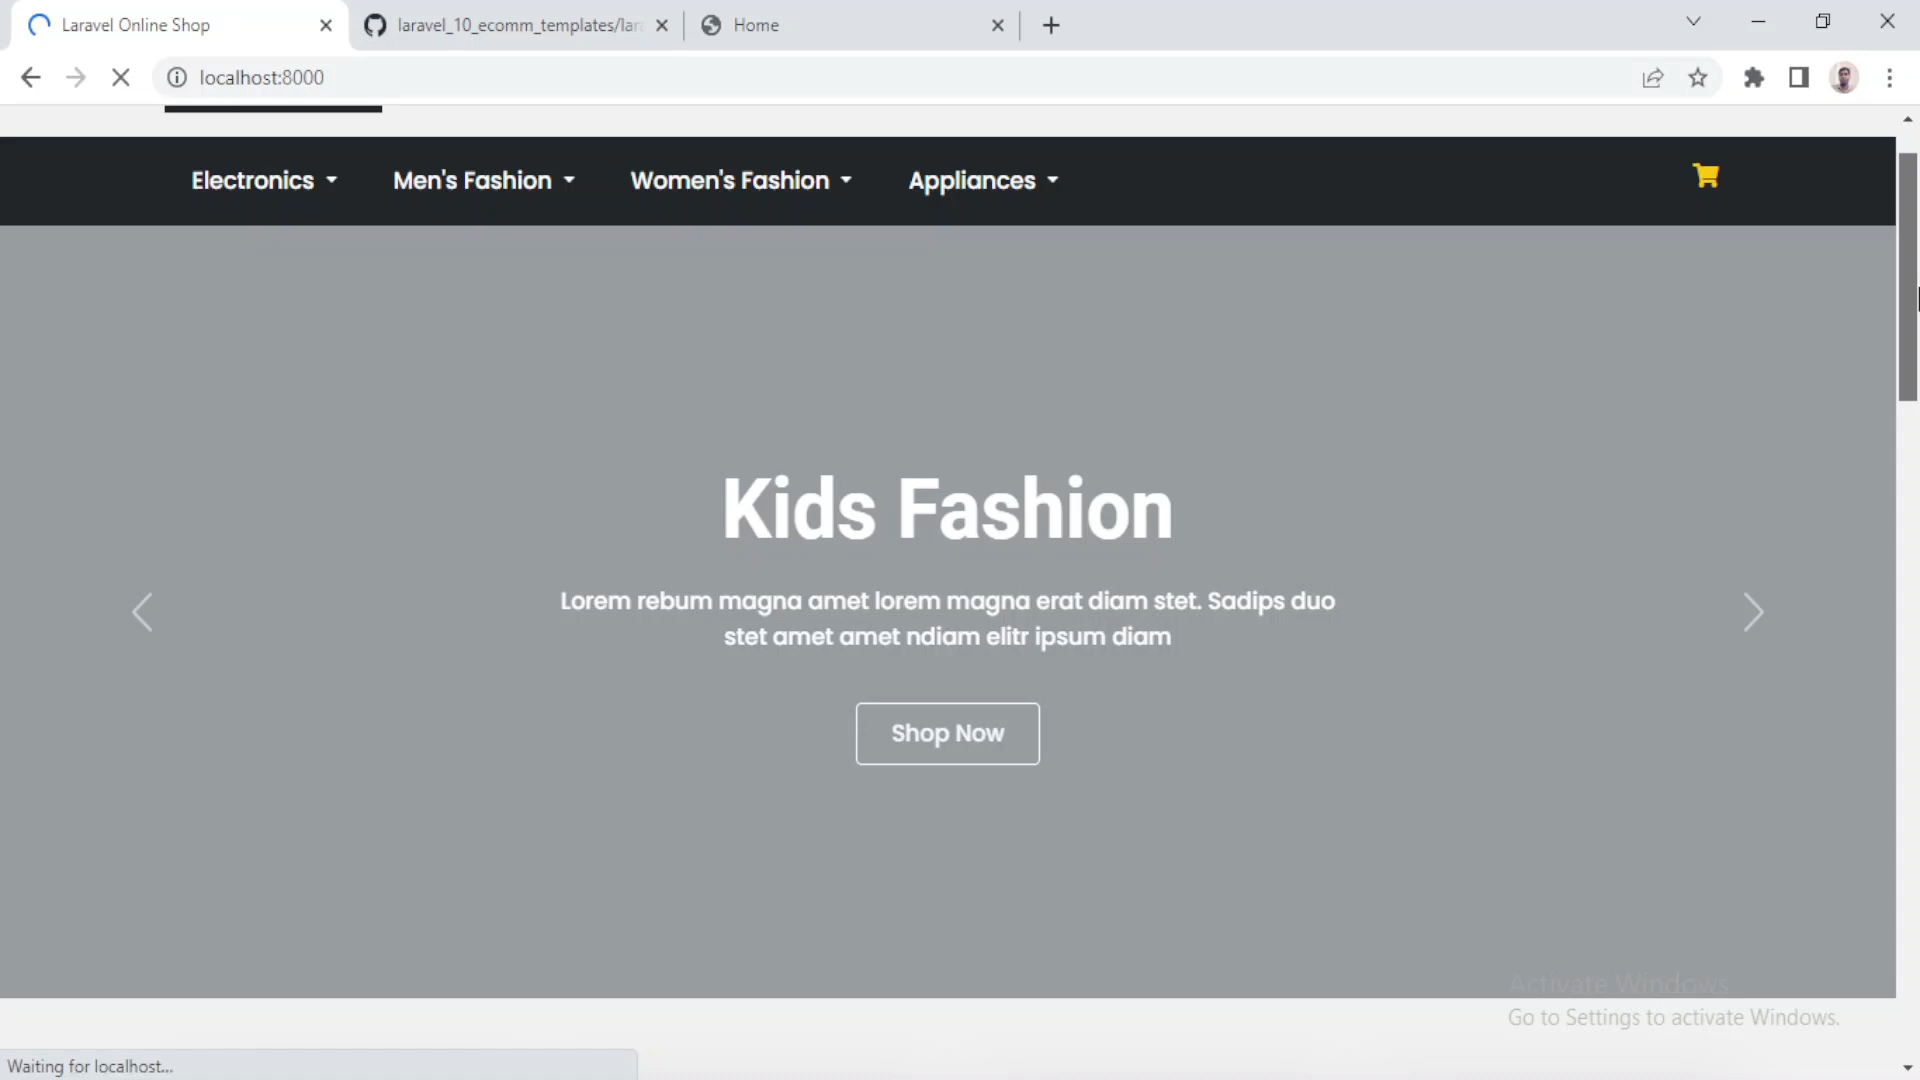 Laravel Online Shop
laravel_10_ecomm_templates/lar
Home
localhost:8000
Electronics
Men's Fashion
Women's Fashion
Appliances
Kids Fashion
Lorem rebum magna amet lorem magna erat diam stet. Sadips duo
stet amet amet ndiam elitr ipsum diam
Shop Now
Activate Windows
Go to Settings to activate Windows.
Waiting for localhost...